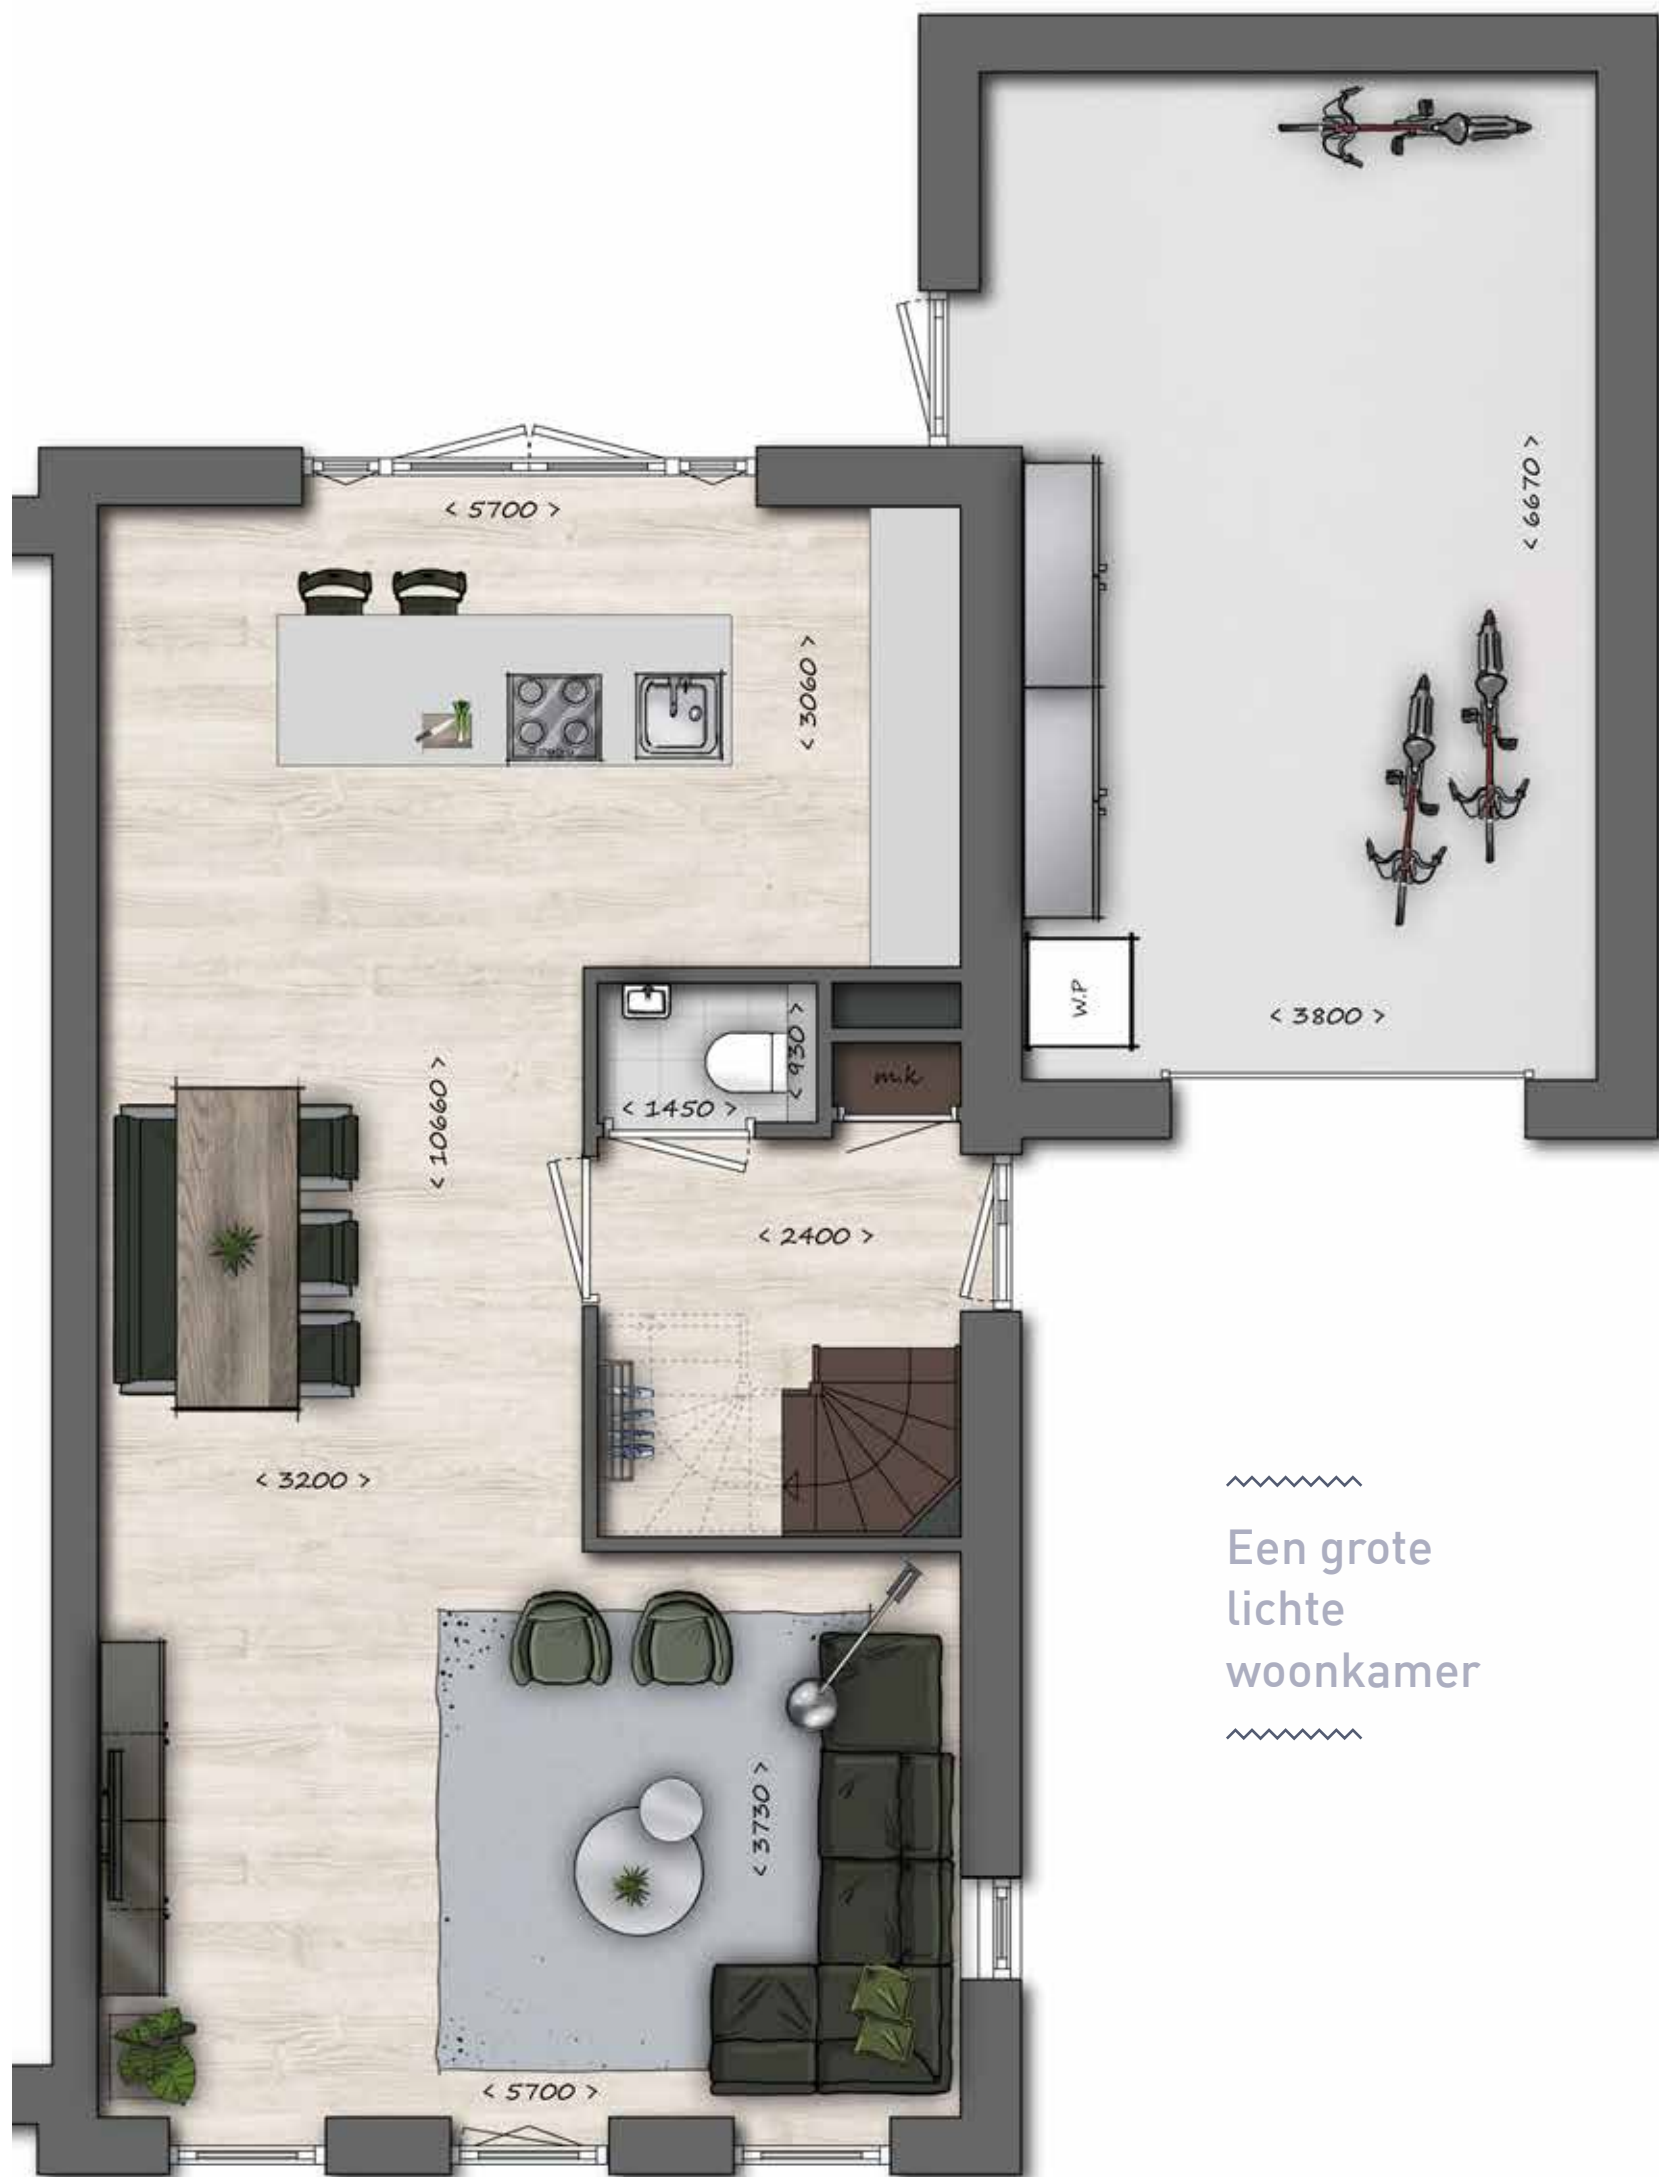 < 5700 >
< 6670 >
< 3060 >
W.P
< 3800 >
< 930 >
m.k
< 1450 >
< 10660 >
< 2400 >
< 3200 >
Een grote
lichte
woonkamer
< 3730 >
< 5700 >